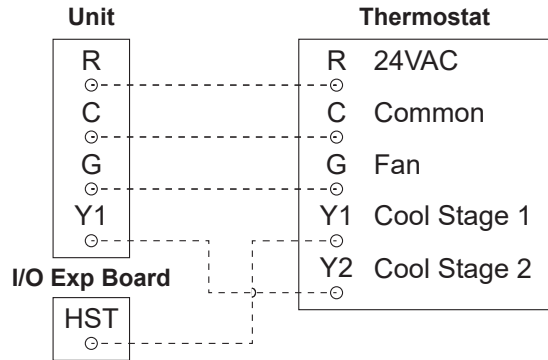 Unit Thermostat
R R 24VAC
C C Common
G G Fan
Y1 Y1 Cool Stage 1
Y2 Cool Stage 2
I/O Exp Board
HST